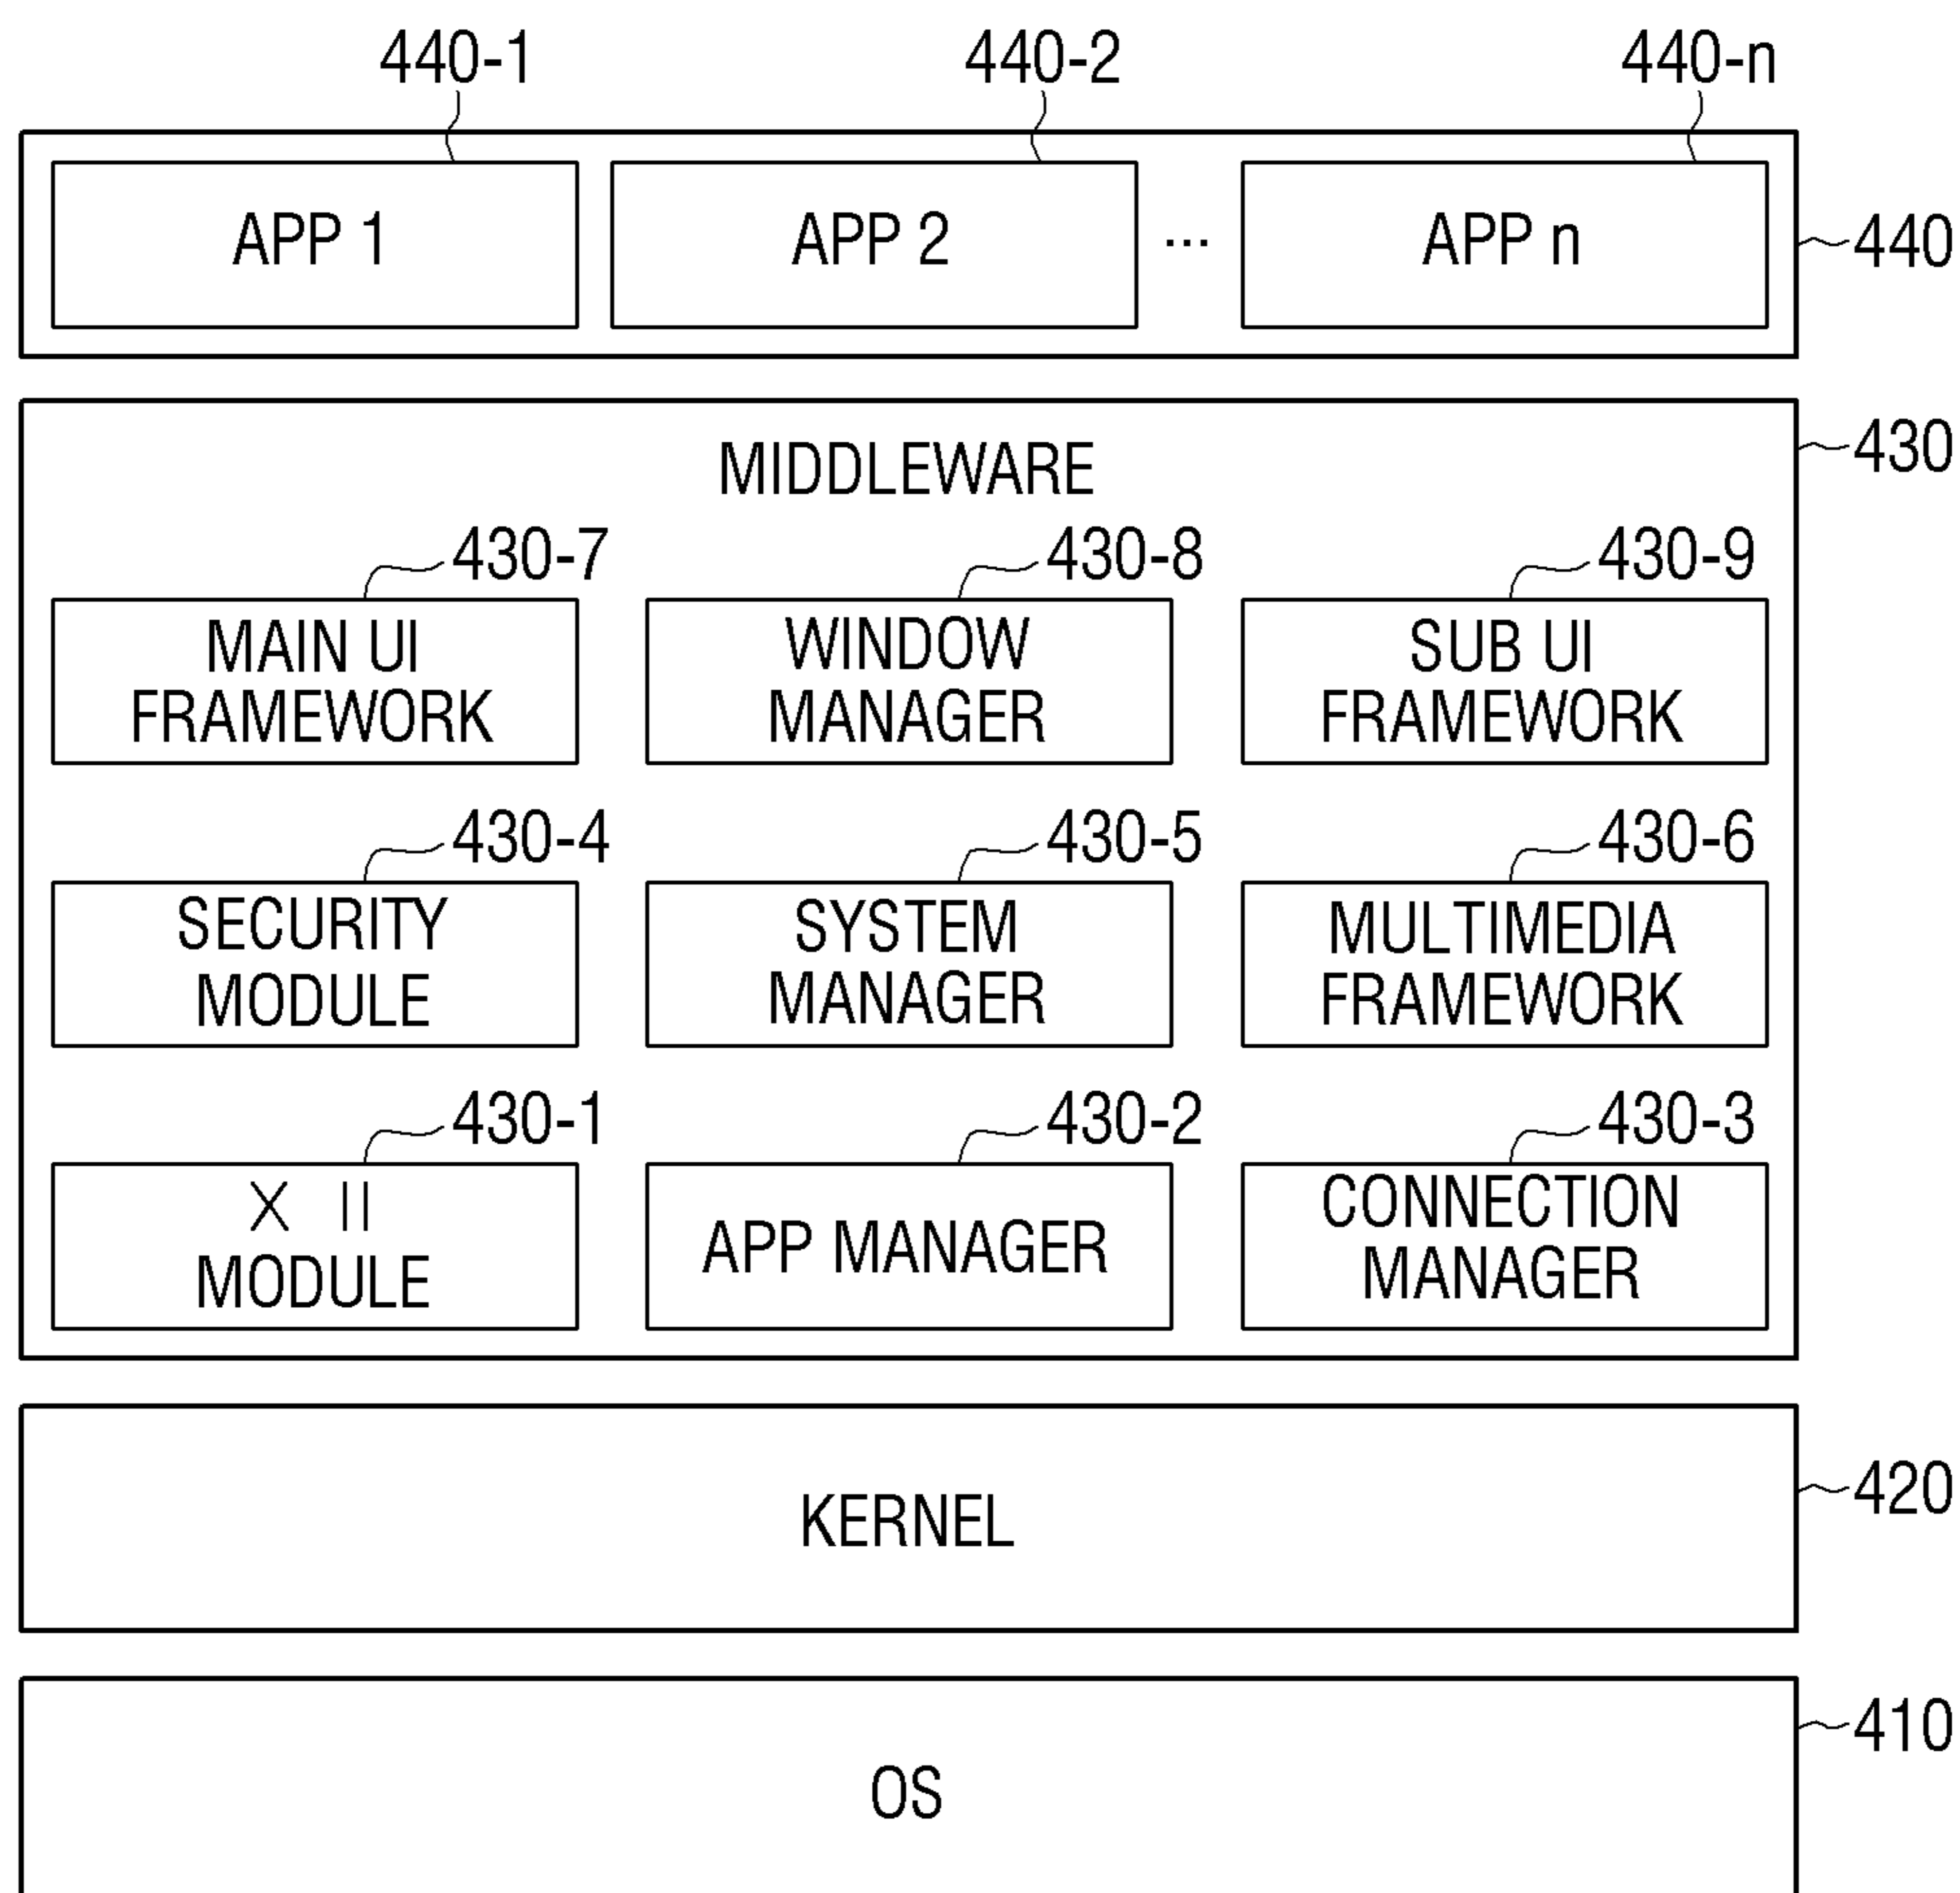 440-1 440-2 440-n
APP 1 APP 2 ... APP n 440
430
MIDDLEWARE
430-7 430-8 430-9
MAIN UI FRAMEWORK
WINDOW MANAGER
SUB UI FRAMEWORK
430-4 430-5 430-6
SECURITY MODULE
SYSTEM MANAGER
MULTIMEDIA FRAMEWORK
430-1 430-2 430-3
X || MODULE
APP MANAGER
CONNECTION MANAGER
KERNEL 420
410
OS